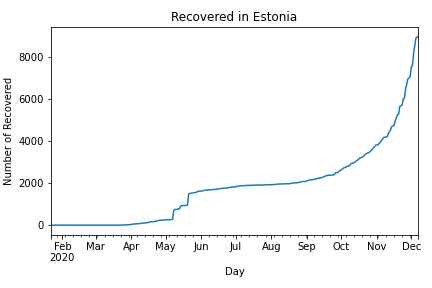 Recovered in Estonia
Number of Recovered
8000
6000
4000
2000
0
Feb Mar Apr May Jun Jul Aug Sep Oct Nov Dec
2020
Day